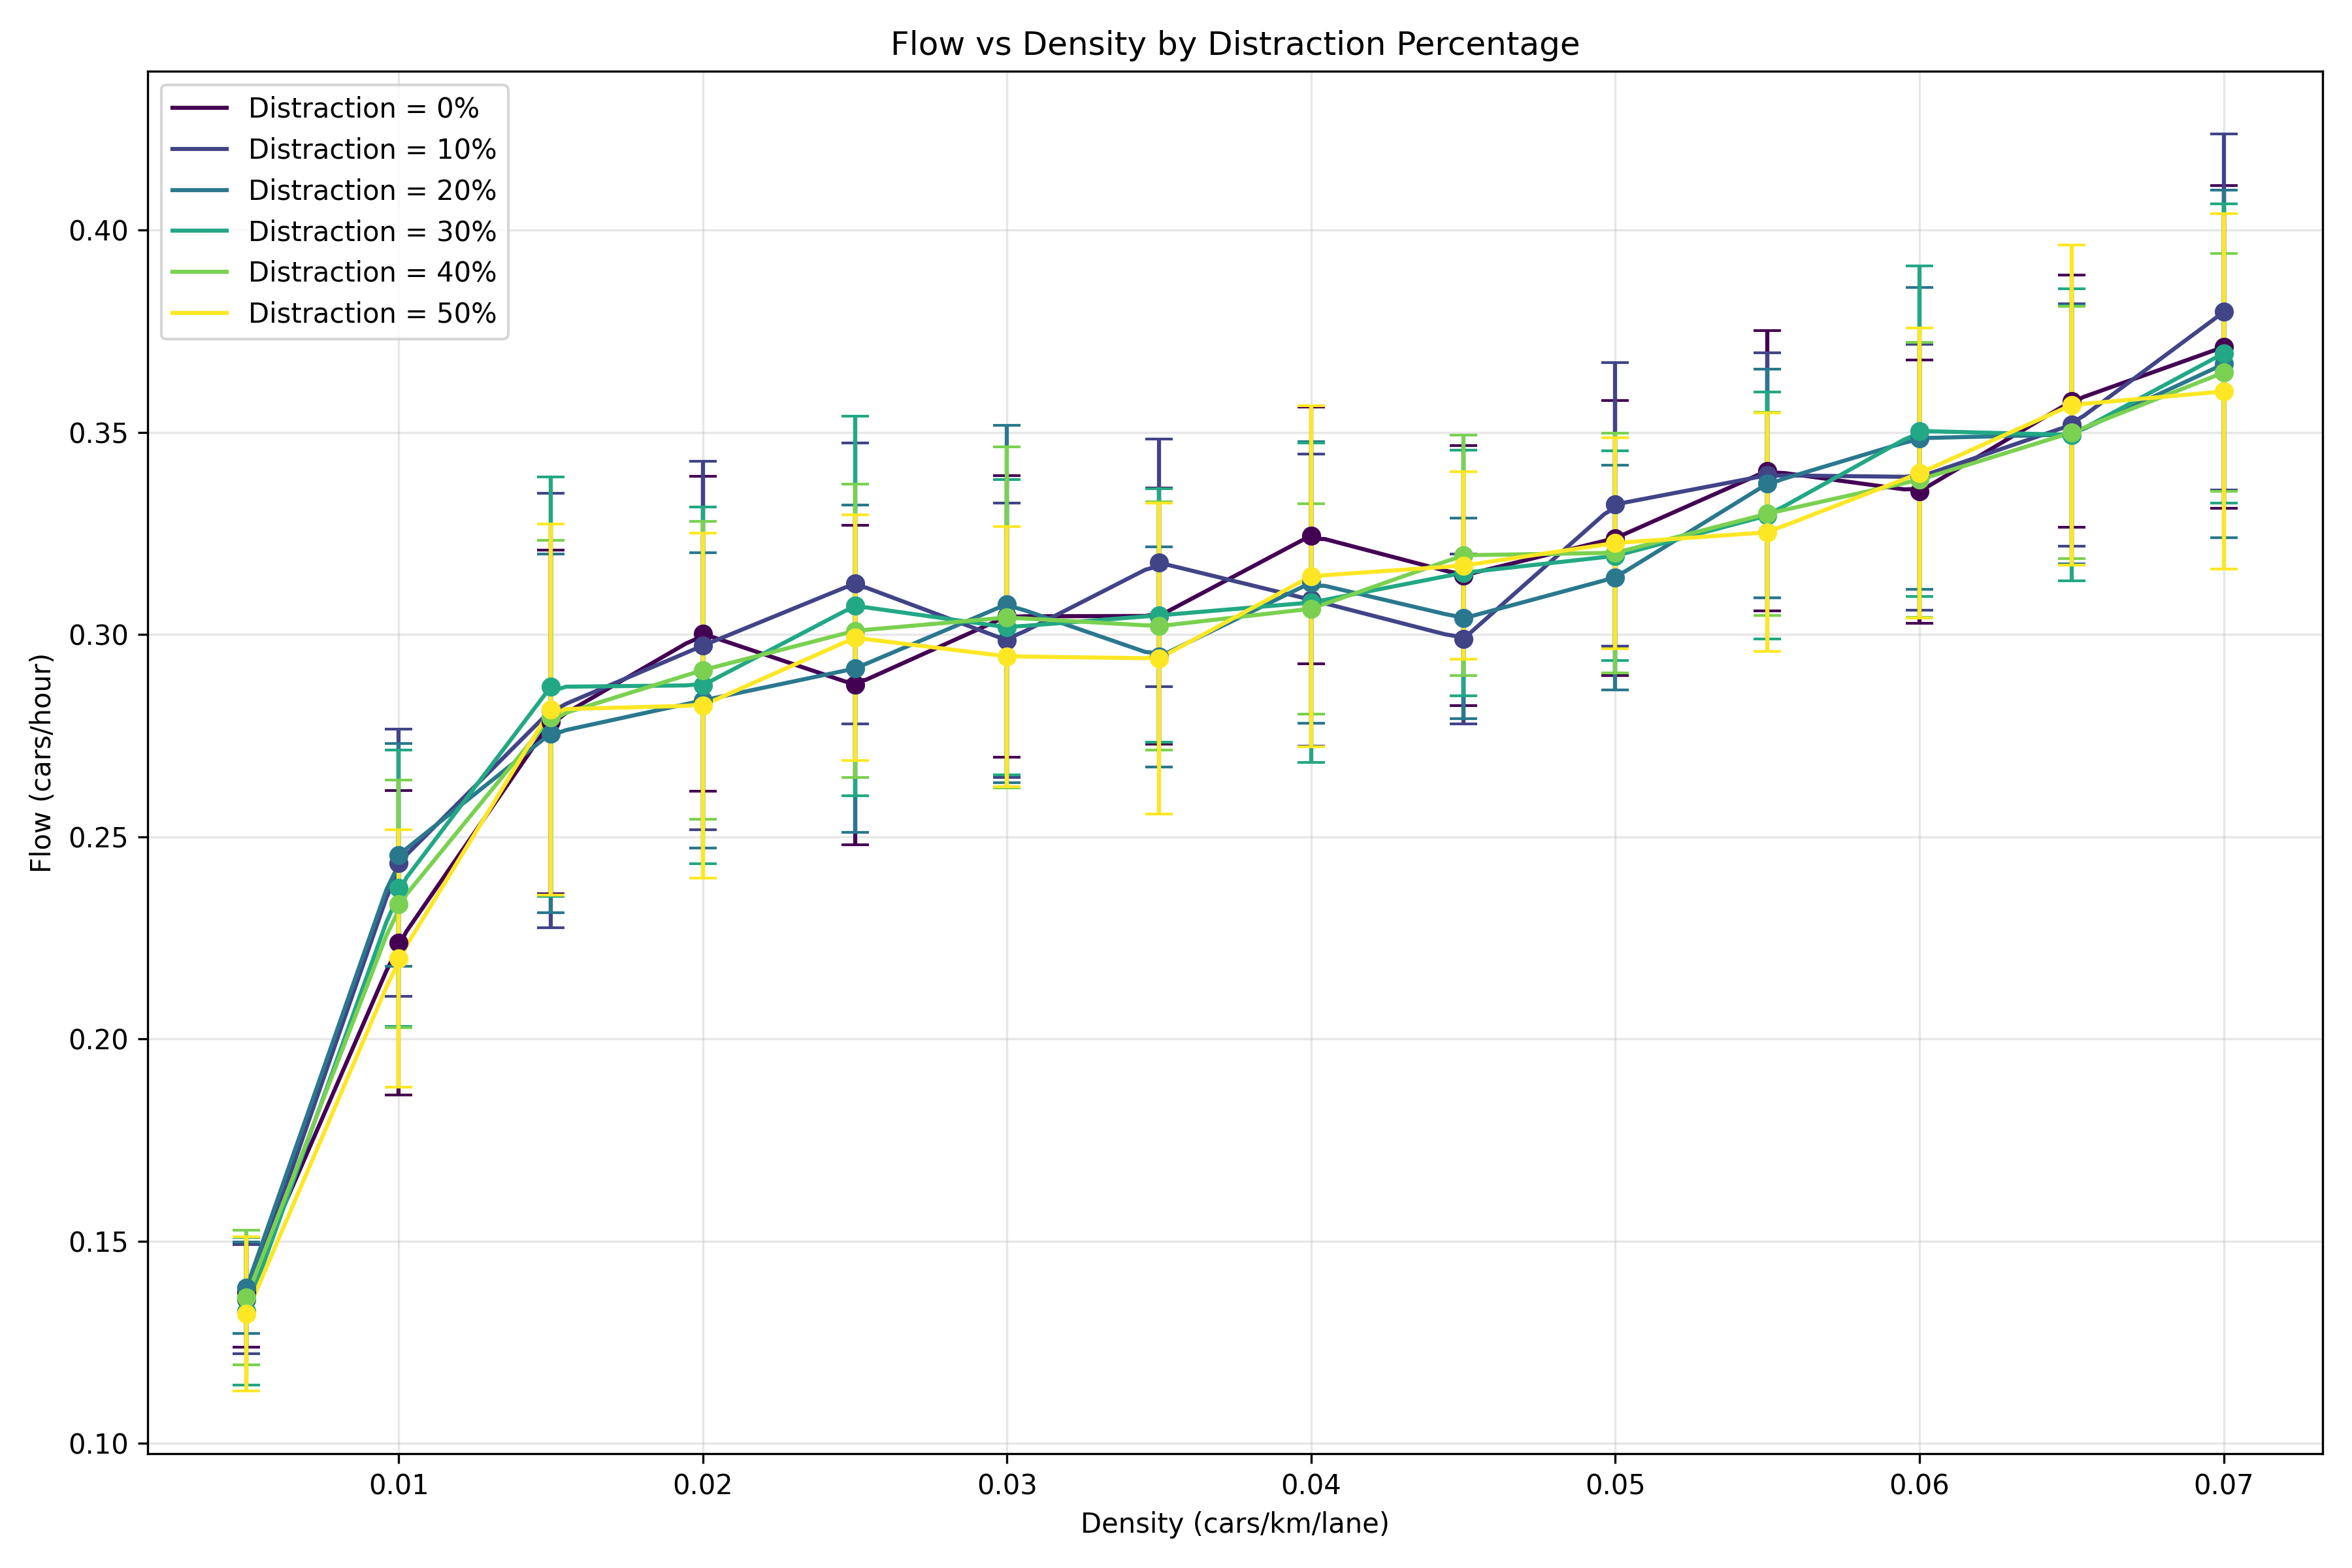 Flow vs Density by Distraction Percentage
Distraction = 0%
Distraction = 10%
Distraction = 20%
Distraction = 30%
Distraction = 40%
Distraction = 50%
Flow (cars/hour)
0.40
0.35
0.30
0.25
0.20
0.15
0.10
0.01 0.02 0.03 0.04 0.05 0.06 0.07
Density (cars/km/lane)